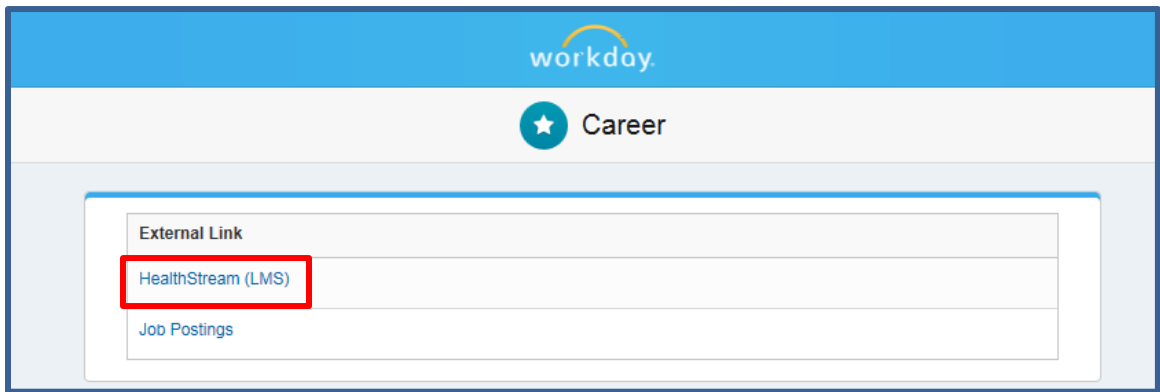 workday.
Career
External Link
HealthStream (LMS)
Job Postings